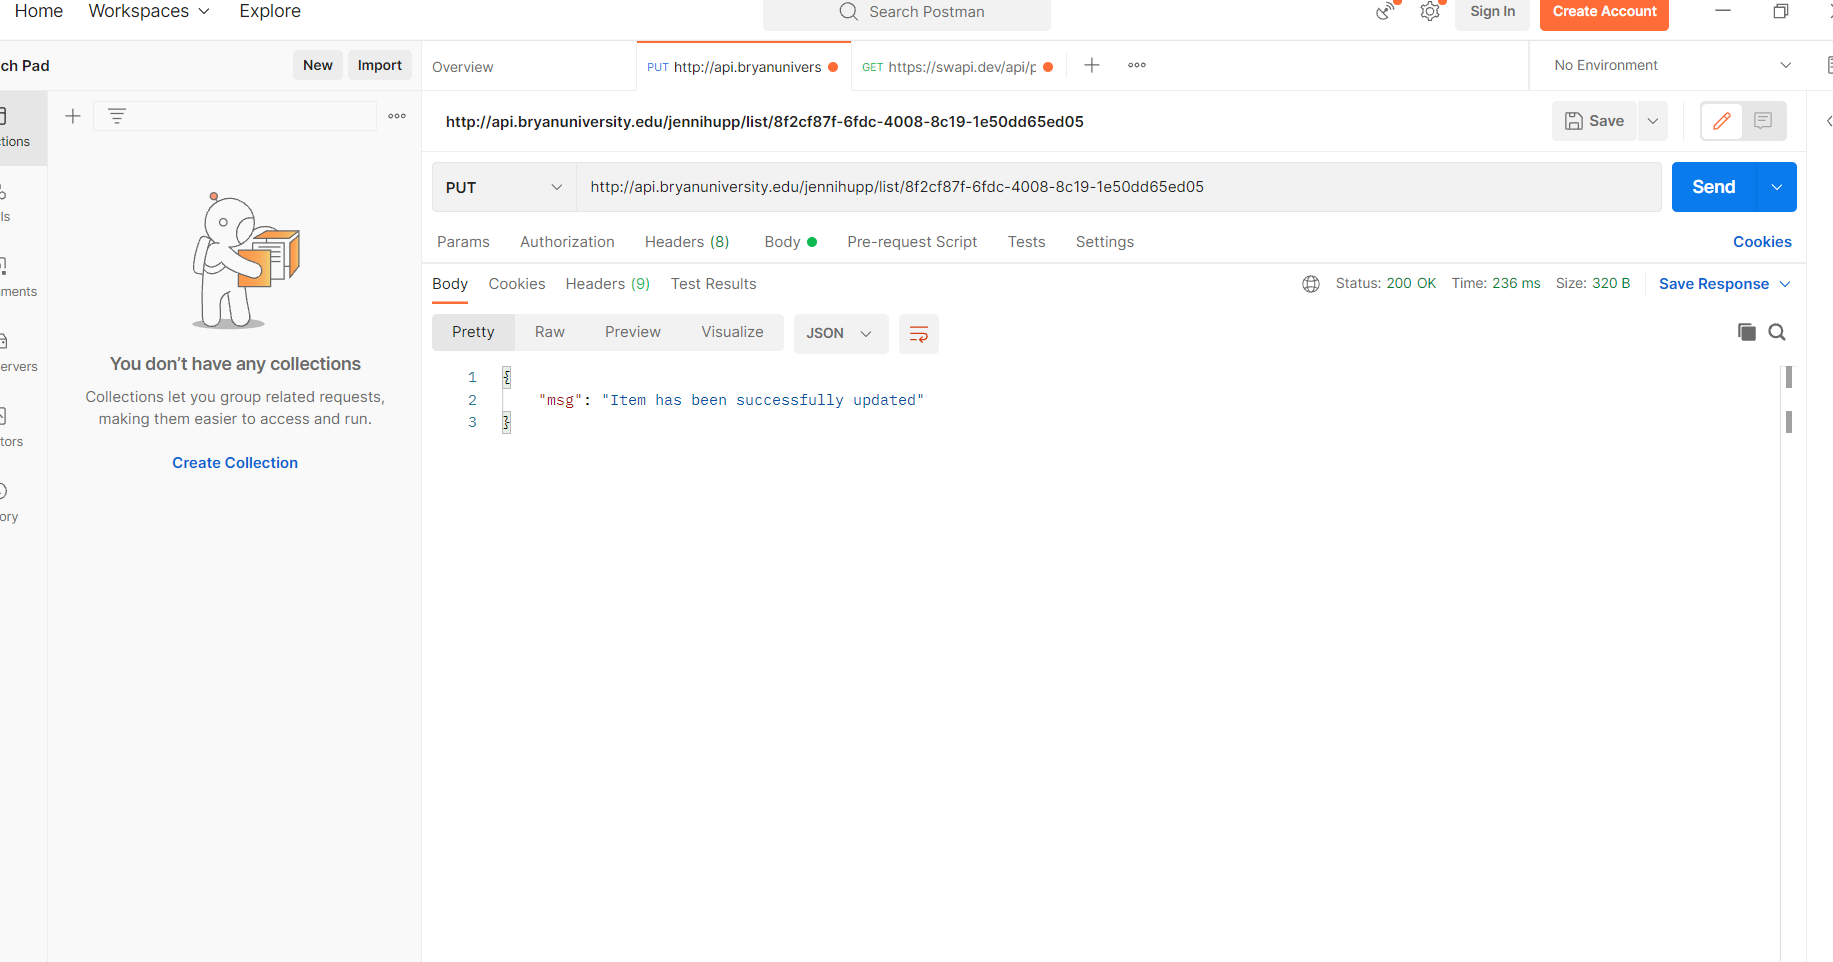 Home Workspaces Explore Search Postman Sign In Create Account
ch Pad New Import Overview PUT http://api.bryanunivers GET https://swapi.dev/api/p No Environment
http://api.bryanuniversity.edu/jennihupp/list/8f2cf87f-6fdc-4008-8c19-1e50dd65ed05 Save
tions
PUT http://api.bryanuniversity.edu/jennihupp/list/8f2cf87f-6fdc-4008-8c19-1e50dd65ed05 Send
ls
Params Authorization Headers (8) Body Pre-request Script Tests Settings Cookies
Body Cookies Headers (9) Test Results Status: 200 OK Time: 236 ms Size: 320 B Save Response
ments
Pretty Raw Preview Visualize JSON
ervers
You don't have any collections
Collections let you group related requests,
making them easier to access and run.
Create Collection
tors
ory
1 {
2 "msg": "Item has been successfully updated"
3 }